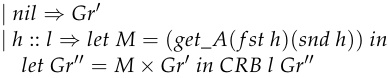 | nil ⇒ Gr′
| h :: l ⇒ let M = (get_A(fst h)(snd h)) in
let Gr′′ = M × Gr′ in CRB l Gr′′